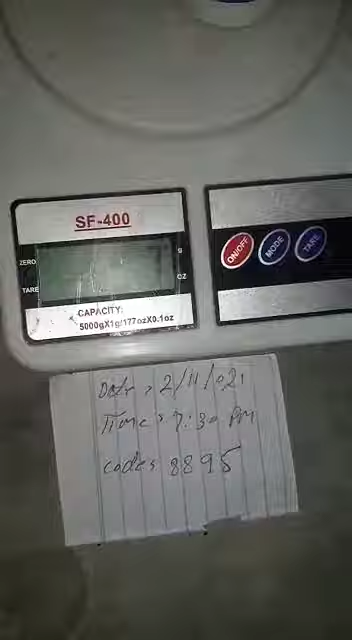 SF-400
ZERO
g
TARE
oz
CAPACITY:
5000gX1g/177ozX0.1oz
ON/OFF
MODE
TARE
Date > 2/11/021
Time > 7:30 PM
code > 8895